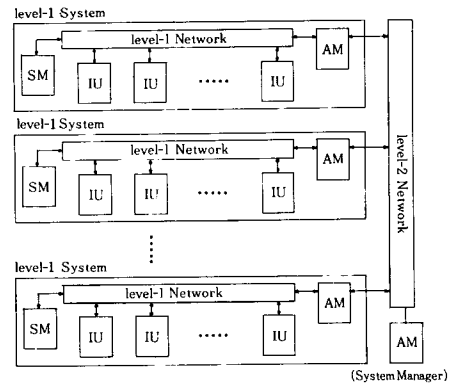 level-1 System
level-1 Network
AM
SM
IU
IU
IU
level-1 System
level-1 Network
AM
SM
IU
IU
IU
level-2 Network
level-1 System
level-1 Network
AM
SM
IU
IU
IU
AM
(System Manager)